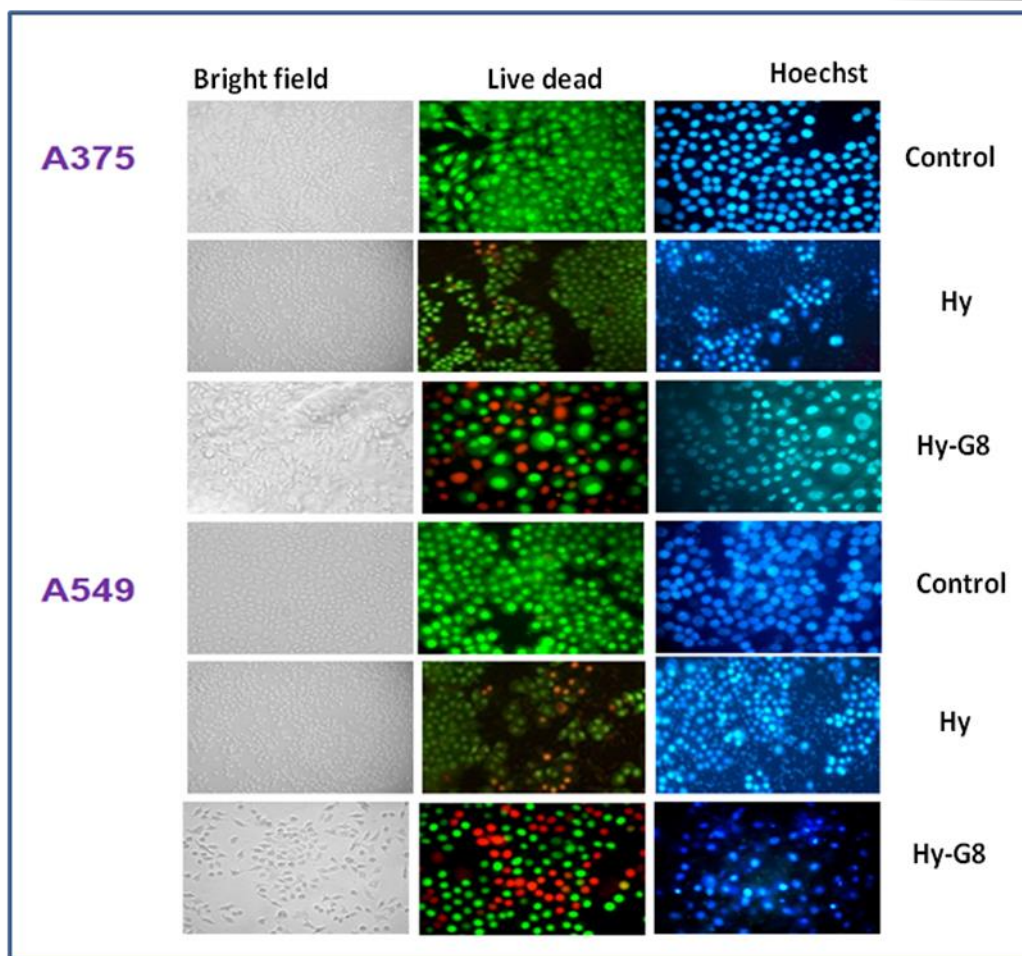 Bright field
Live dead
Hoechst
A375
Control
Hy
Hy-G8
A549
Control
Hy
Hy-G8